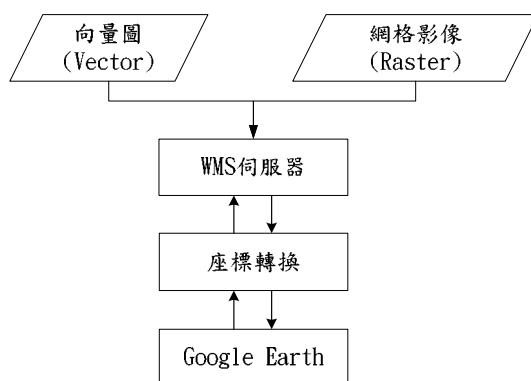 向量圖
(Vector)
網格影像
(Raster)
WMS伺服器
座標轉換
Google Earth